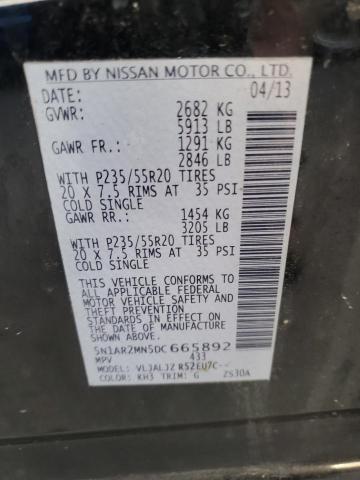 MFD BY NISSAN MOTOR CO., LTD.
DATE: 04/13
GVWR: 2682 KG
5913 LB
GAWR FR: 1291 KG
2846 LB
WITH P235/55R20 TIRES
20 X 7.5 RIMS AT 35 PSI
COLD SINGLE
GAWR RR: 1454 KG
3205 LB
WITH P235/55R20 TIRES
20 X 7.5 RIMS AT 35 PSI
COLD SINGLE
THIS VEHICLE CONFORMS TO
ALL APPLICABLE FEDERAL
MOTOR VEHICLE SAFETY AND
THEFT PREVENTION
STANDARDS IN EFFECT ON THE
DATE OF MANUFACTURE
SHOWN ABOVE
5N1AR2MN5DC665892
MPV 433
MODEL: VLJALJZ R52EU7C--
COLOR: KH3 TRIM: G ZS30A